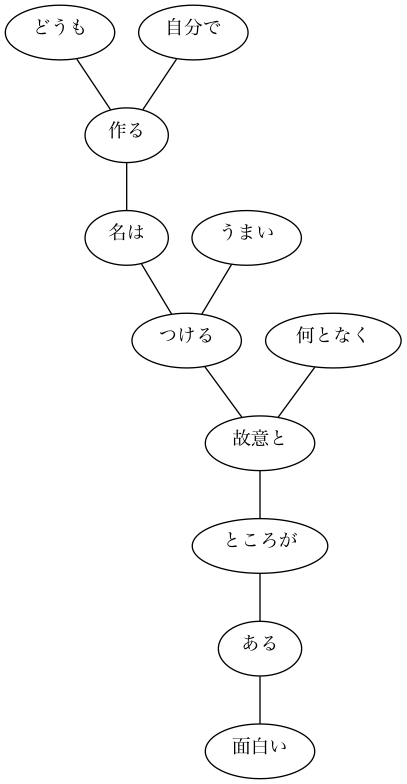 どうも
自分で
作る
名は
うまい
つける
何となく
故意と
ところが
ある
面白い